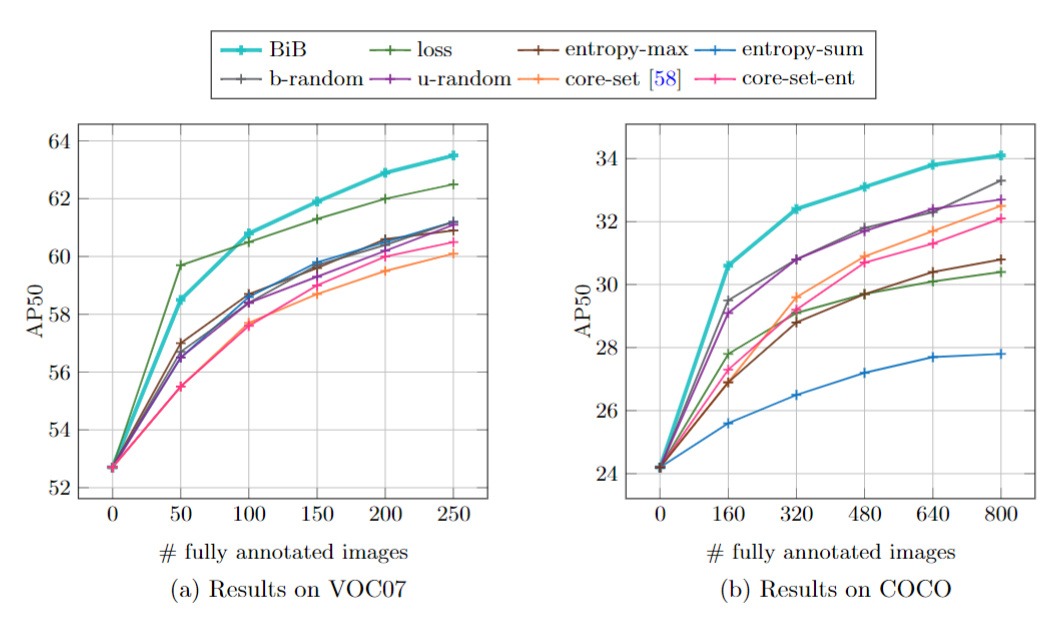 BiB loss entropy-max entropy-sum
b-random u-random core-set [58] core-set-ent
AP50
64
62
60
58
56
54
52
0 50 100 150 200 250
# fully annotated images
(a) Results on VOC07
AP50
34
32
30
28
26
24
0 160 320 480 640 800
# fully annotated images
(b) Results on COCO